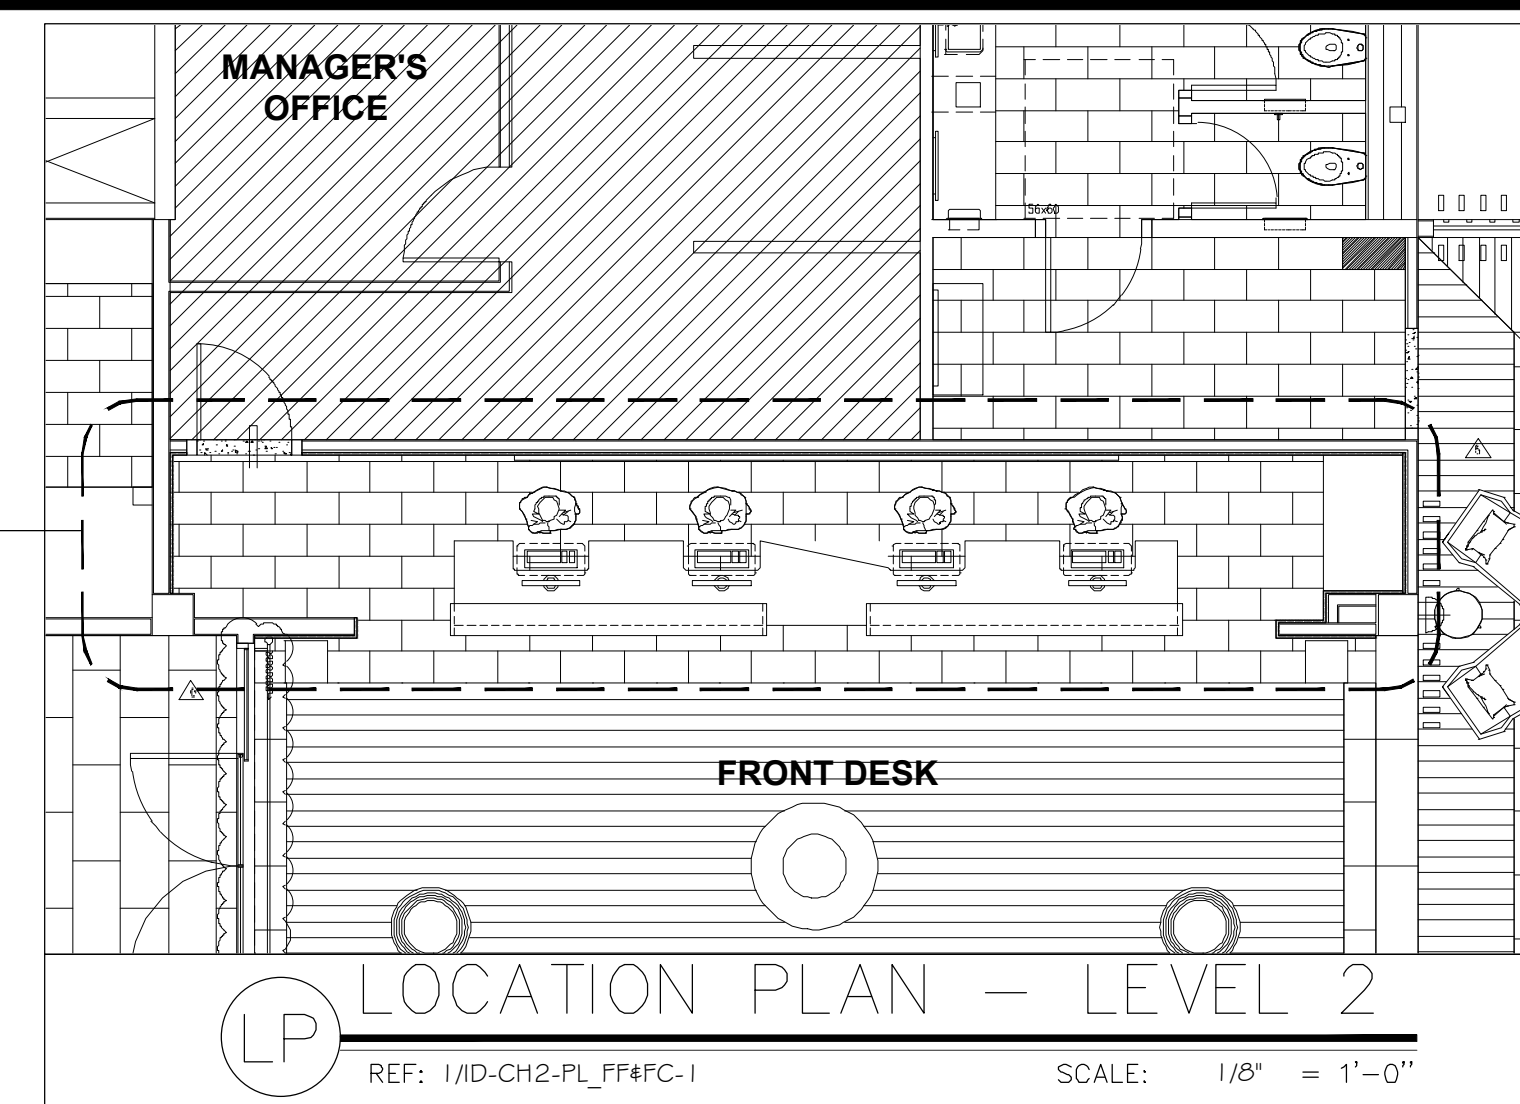 MANAGER'S
OFFICE
56x60
FRONT DESK
LOCATION PLAN - LEVEL 2
LP
REF: 1/ID-CH2-PL_FF&FC-1
SCALE: 1/8" = 1'-0"